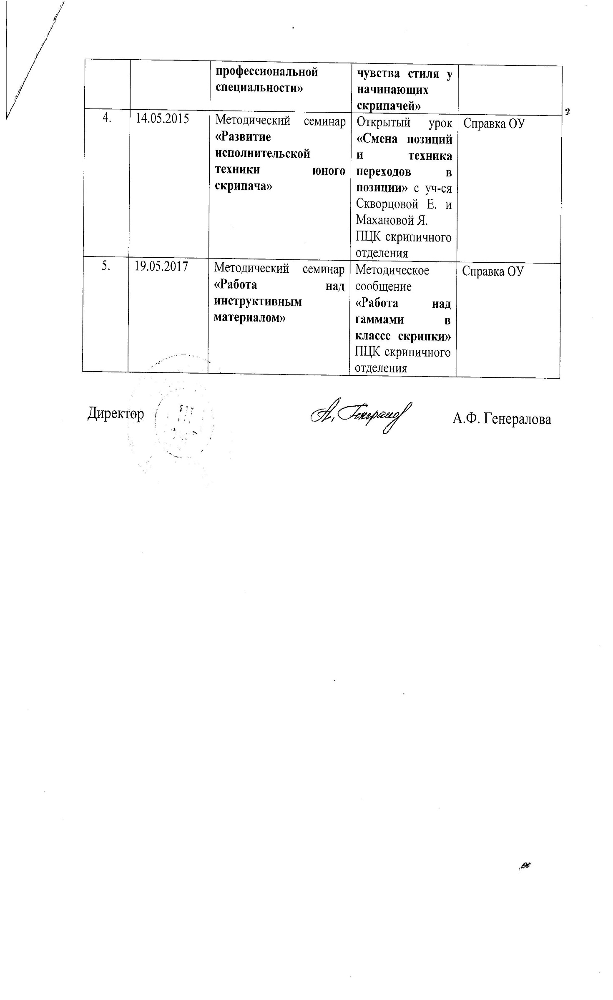 профессиональной
специальности»
чувства стиля у
начинающих
скрипачей»
4.
14.05.2015
Методический семинар
«Развитие
исполнительской
техники юного
скрипача»
Открытый урок
«Смена позиций
и техника
переходов в
позиции» с уч-ся
Скворцовой Е. и
Махановой Я.
ПЦК скрипичного
отделения
Справка ОУ
5.
19.05.2017
Методический семинар
«Работа над
инструктивным
материалом»
Методическое
сообщение
«Работа над
гаммами в
классе скрипки»
ПЦК скрипичного
отделения
Справка ОУ
Директор
А.Ф. Генералова